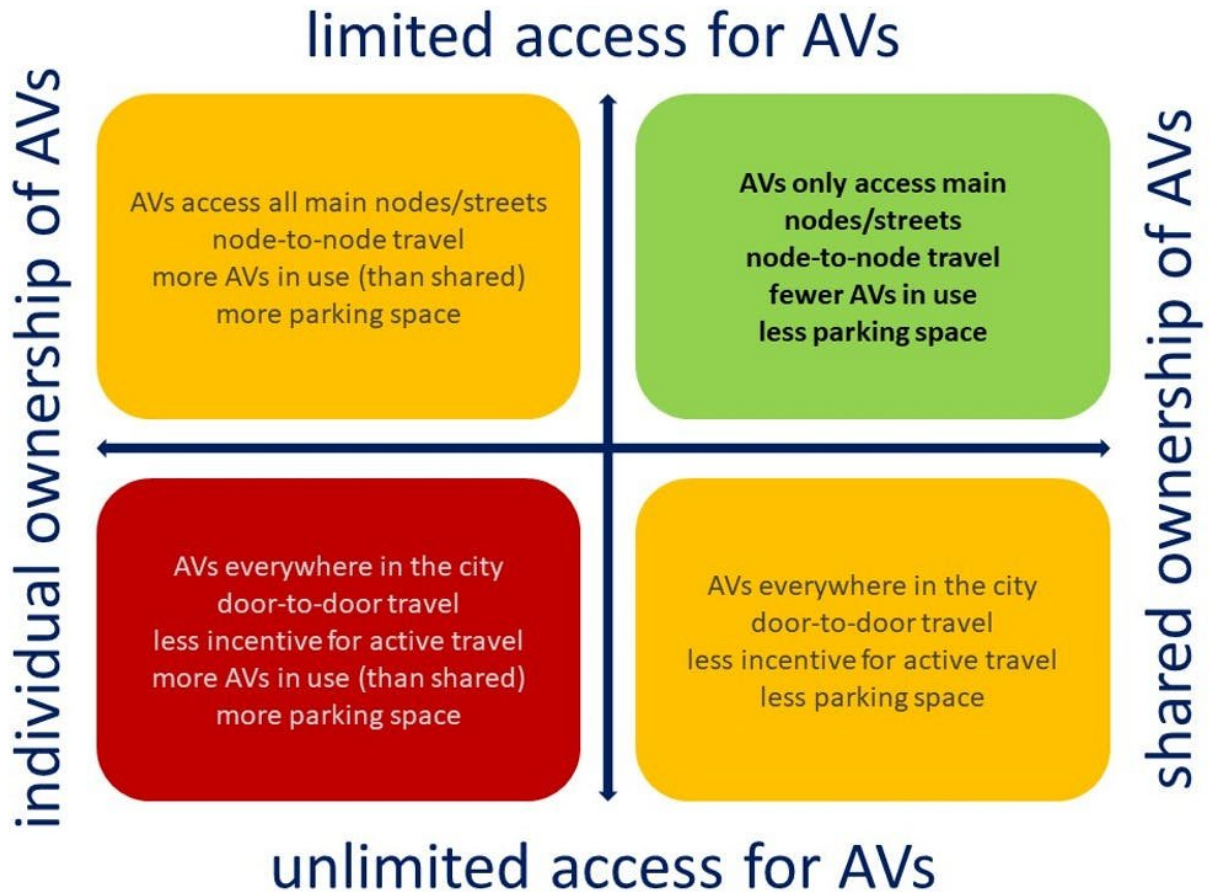 limited access for AVs
individual ownership of AVs
AVs access all main nodes/streets
node-to-node travel
more AVs in use (than shared)
more parking space
AVs only access main
nodes/streets
node-to-node travel
fewer AVs in use
less parking space
shared ownership of AVs
AVs everywhere in the city
door-to-door travel
less incentive for active travel
more AVs in use (than shared)
more parking space
AVs everywhere in the city
door-to-door travel
less incentive for active travel
less parking space
unlimited access for AVs